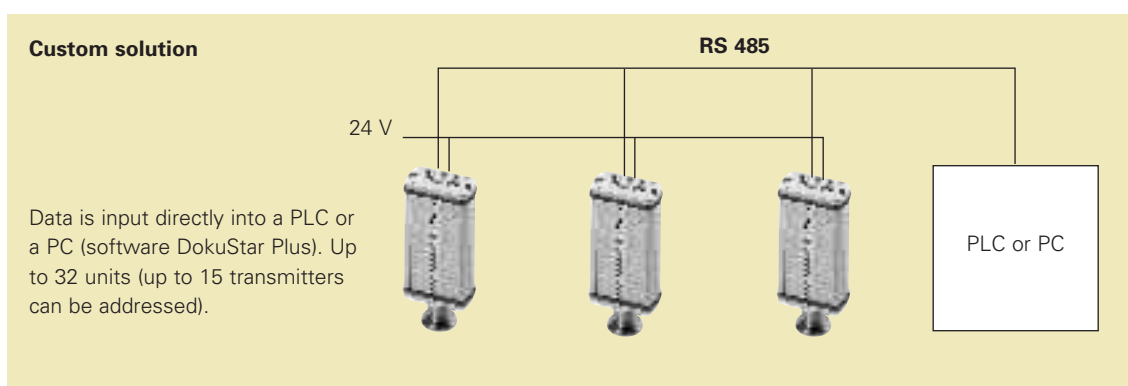 Custom solution
RS 485
24 V
Data is input directly into a PLC or
a PC (software DokuStar Plus). Up
to 32 units (up to 15 transmitters
can be addressed).
PLC or PC